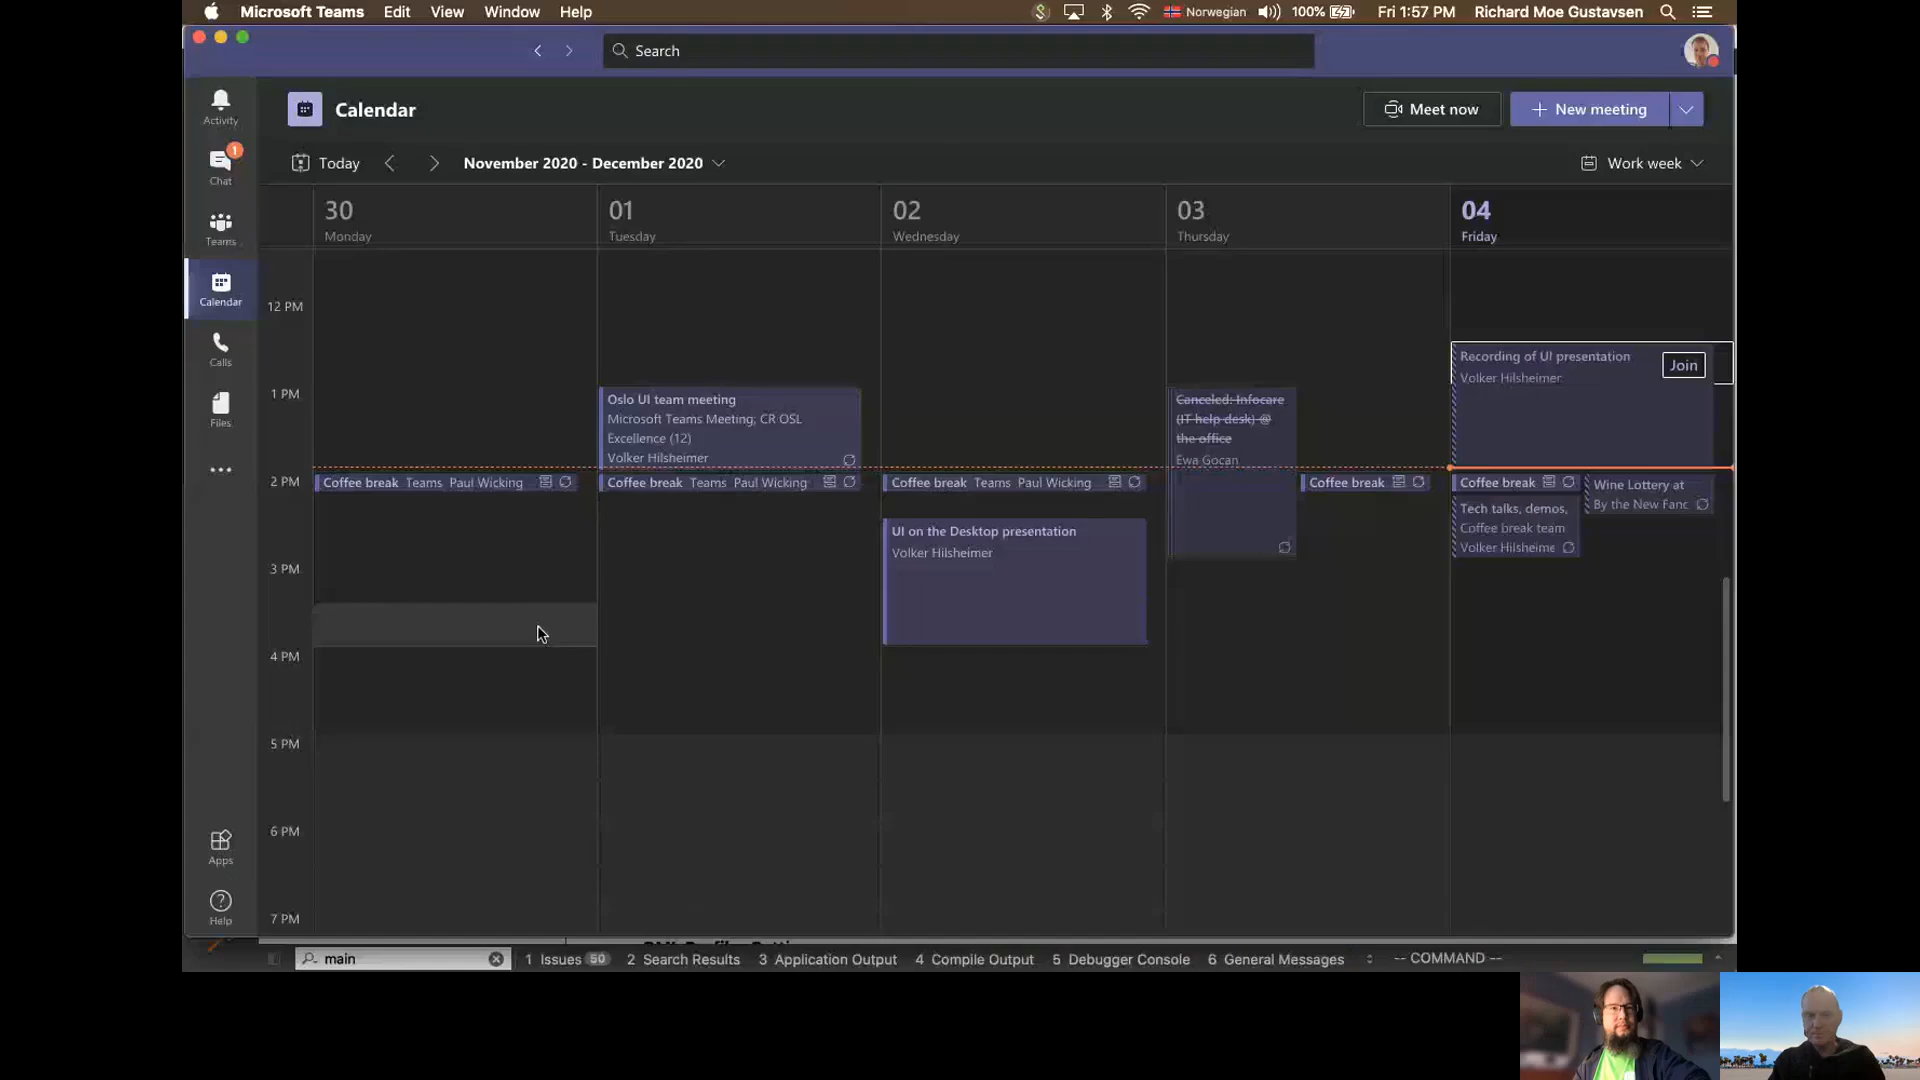 Microsoft Teams Edit View Window Help
Norwegian 100% Fri 1:57 PM Richard Moe Gustavsen
Search
Activity
Chat
1
Teams
Calendar
Calls
Files
Apps
Help
Calendar
Meet now
New meeting
Today
November 2020 - December 2020
Work week
30
Monday
01
Tuesday
02
Wednesday
03
Thursday
04
Friday
12 PM
1 PM
2 PM
3 PM
4 PM
5 PM
6 PM
7 PM
Coffee break Teams Paul Wicking
Oslo UI team meeting
Microsoft Teams Meeting, CR OSL
Excellence (12)
Volker Hilsheimer
Coffee break Teams Paul Wicking
Coffee break Teams Paul Wicking
UI on the Desktop presentation
Volker Hilsheimer
Canceled: Infocare
(IT help desk) @
the office
Ewa Gocan
Coffee break
Recording of UI presentation
Volker Hilsheimer
Join
Coffee break
Tech talks, demos,
Coffee break team
Volker Hilsheime
Wine Lottery at
By the New Fanc
main
1 Issues 50 2 Search Results 3 Application Output 4 Compile Output 5 Debugger Console 6 General Messages -- COMMAND --